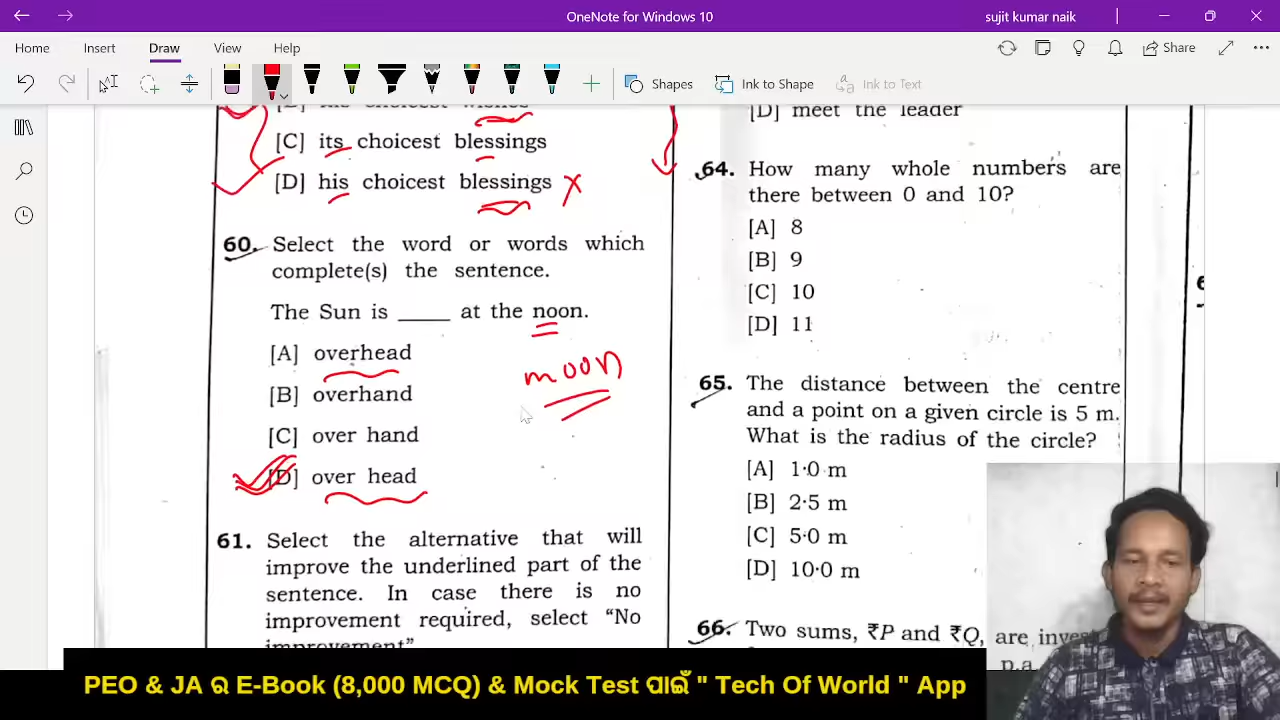 OneNote for Windows 10
sujit kumar naik
Home Insert Draw View Help
Share
Shapes
Ink to Shape
Ink to Text
his choicest wishes
[C] its choicest blessings
[D] his choicest blessings
60. Select the word or words which
complete(s) the sentence.
The Sun is ____ at the noon.
[A] overhead
[B] overhand
[C] over hand
[D] over head
moon
61. Select the alternative that will
improve the underlined part of the
sentence. In case there is no
improvement required, select “No
improvement”
[D] meet the leader
64. How many whole numbers are
there between 0 and 10?
[A] 8
[B] 9
[C] 10
[D] 11
65. The distance between the centre
and a point on a given circle is 5 m.
What is the radius of the circle?
[A] 1·0 m
[B] 2·5 m
[C] 5·0 m
[D] 10·0 m
66. Two sums, ₹P and ₹Q, are
p.a.
PEO & JA ର E-Book (8,000 MCQ) & Mock Test ପାଇଁ " Tech Of World " App